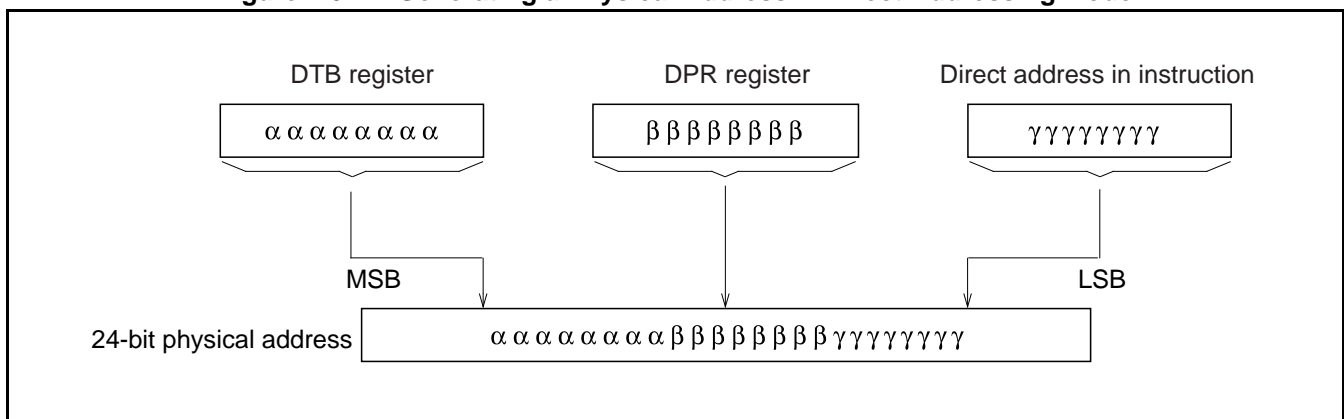 DTB register
DPR register
Direct address in instruction
α α α α α α α α
β β β β β β β β
γ γ γ γ γ γ γ γ
MSB
LSB
24-bit physical address
α α α α α α α α β β β β β β β β γ γ γ γ γ γ γ γ